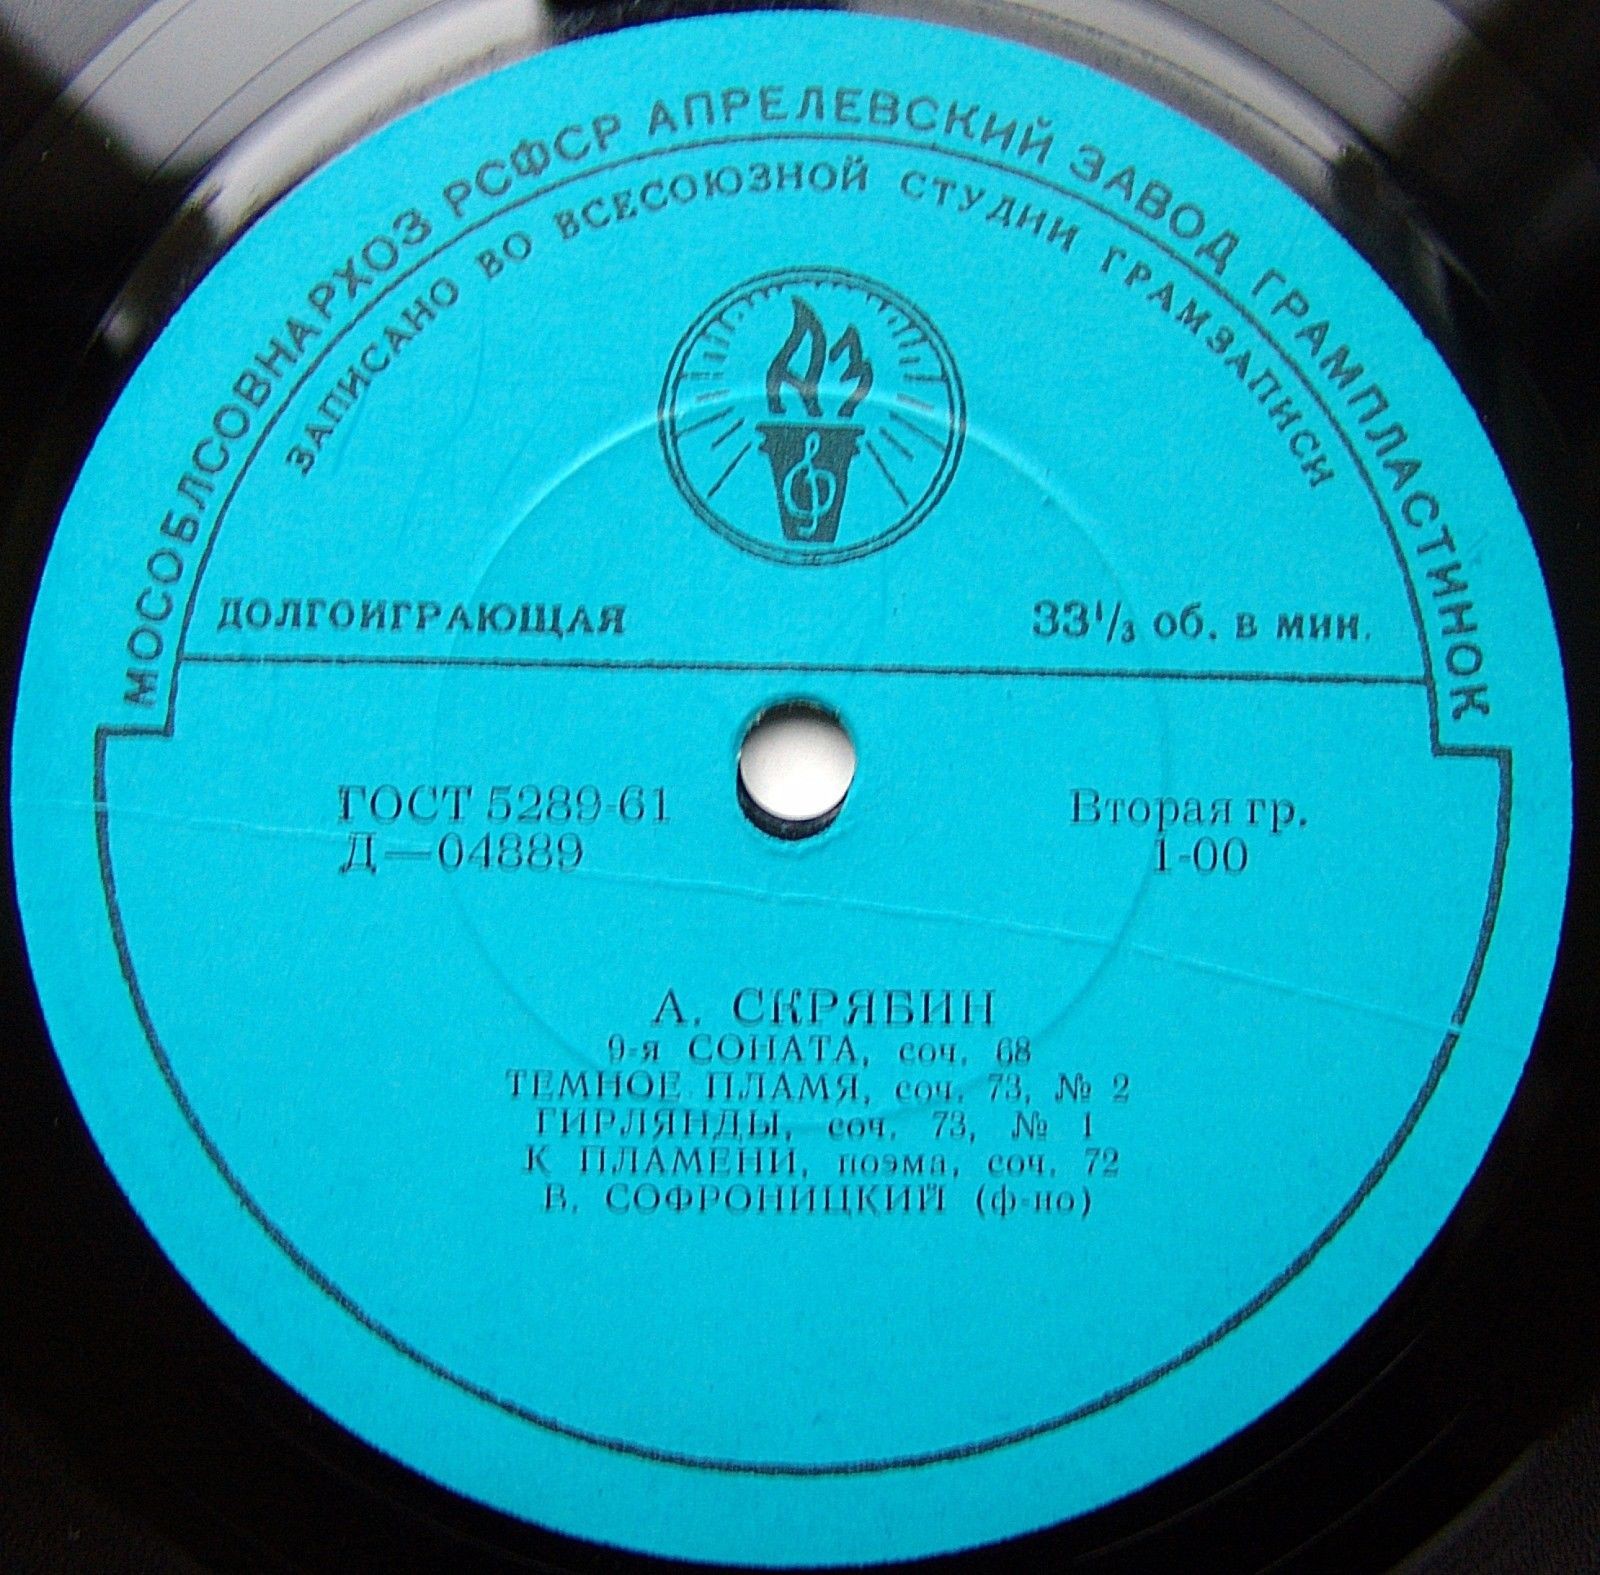 МОСОБЛСОВНАРХОЗ РСФСР АПРЕЛЕВСКИЙ ЗАВОД ГРАМПЛАСТИНОК
ЗАПИСАНО ВО ВСЕСОЮЗНОЙ СТУДИИ ГРАМЗАПИСИ
АЗ
ДОЛГОИГРАЮЩАЯ 33⅓ об. в мин.
ГОСТ 5289-61 Вторая гр.
Д—04889 1-00
А. СКРЯБИН
9-я СОНАТА, соч. 68
ТЕМНОЕ ПЛАМЯ, соч. 73, № 2
ГИРЛЯНДЫ, соч. 73, № 1
К ПЛАМЕНИ, поэма, соч. 72
В. СОФРОНИЦКИЙ (ф-но)